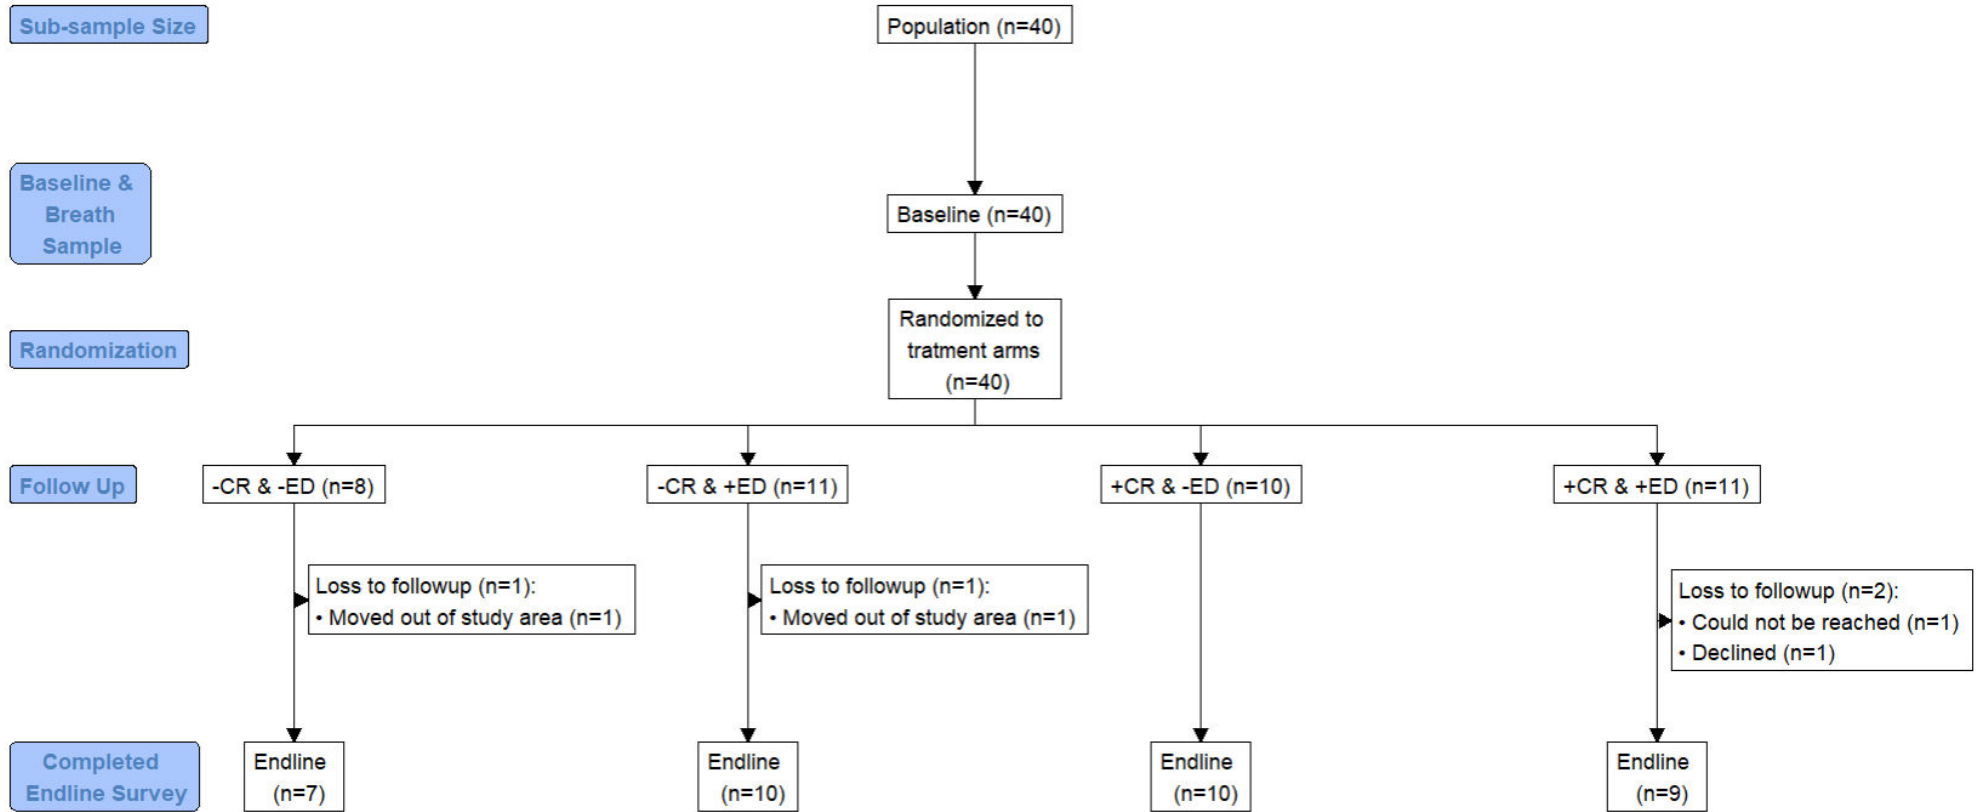 Sub-sample Size
Population (n=40)
Baseline &
Breath
Sample
Baseline (n=40)
Randomization
Randomized to
tratment arms
(n=40)
Follow Up
-CR & -ED (n=8)
-CR & +ED (n=11)
+CR & -ED (n=10)
+CR & +ED (n=11)
Loss to followup (n=1):
• Moved out of study area (n=1)
Loss to followup (n=1):
• Moved out of study area (n=1)
Loss to followup (n=2):
• Could not be reached (n=1)
• Declined (n=1)
Completed
Endline Survey
Endline
(n=7)
Endline
(n=10)
Endline
(n=10)
Endline
(n=9)